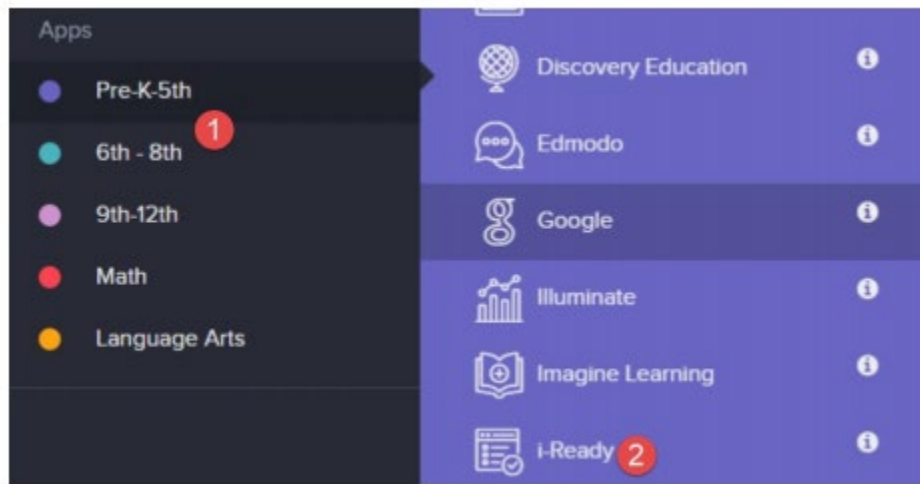 Apps
Pre-K-5th
1
6th - 8th
9th-12th
Math
Language Arts
Discovery Education
Edmodo
Google
Illuminate
Imagine Learning
i-Ready 2